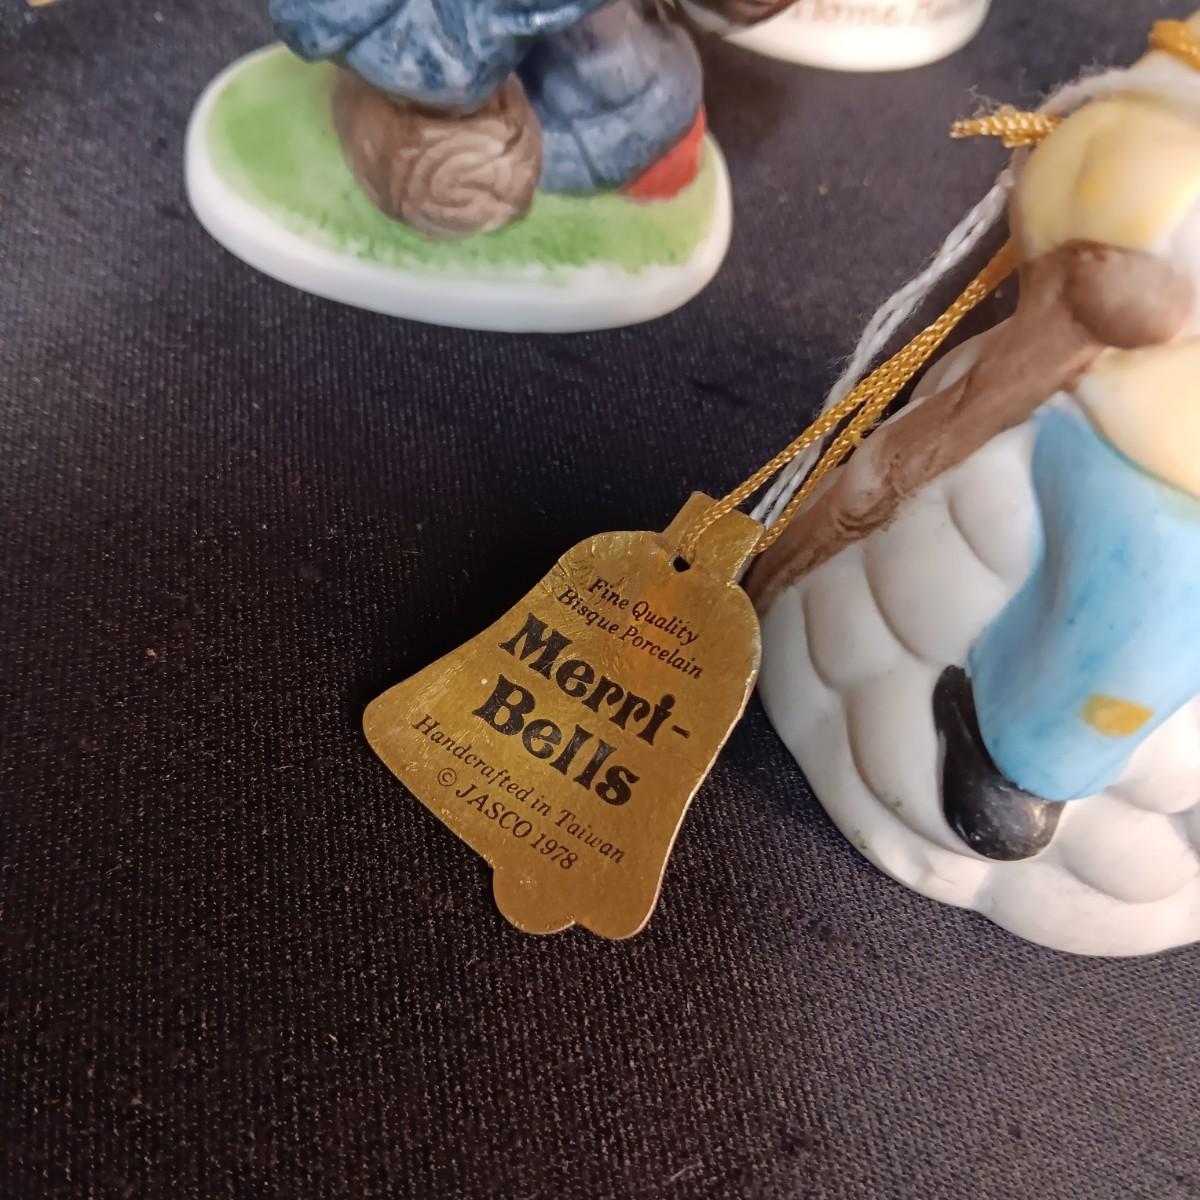 Home
Fine Quality
Bisque Porcelain
Merri-
Bells
Handcrafted in Taiwan
© JASCO 1978